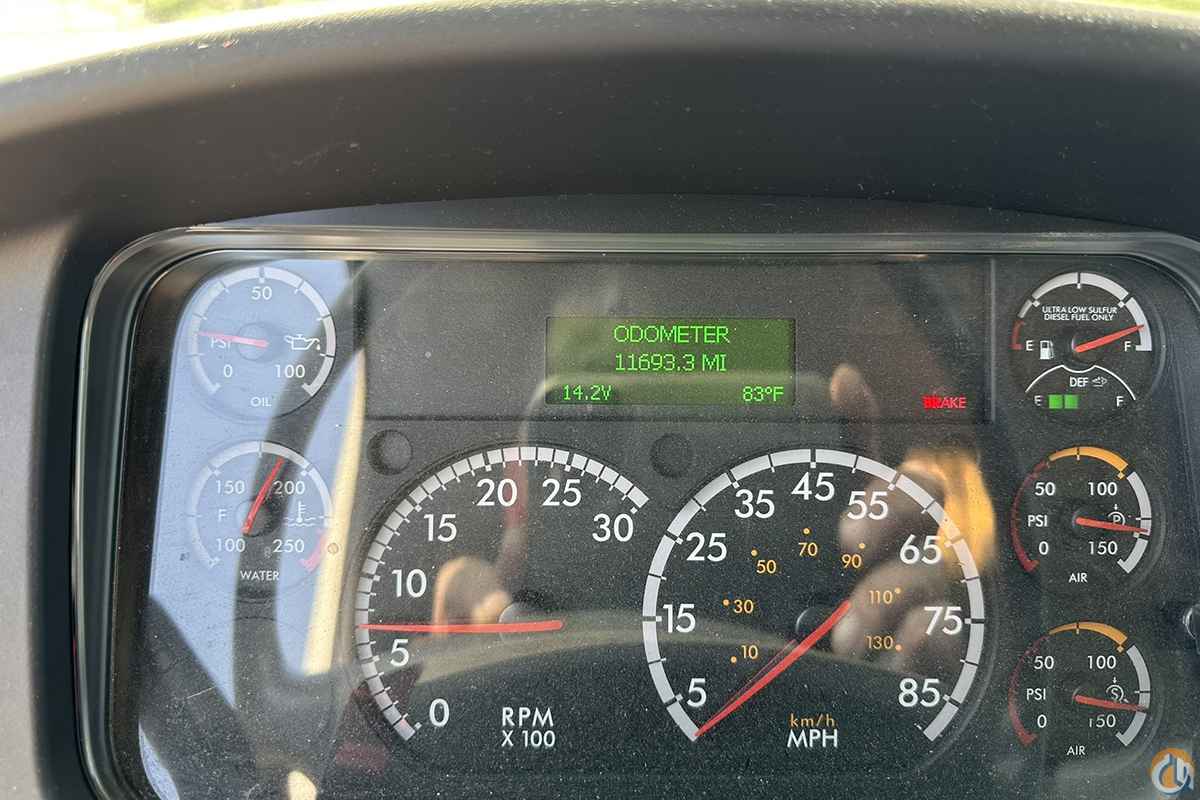 50
PSI
0 100
OIL
150 200
F
100 250
WATER
ODOMETER
11693.3 MI
14.2V 83°F
BRAKE
0
5
10
15
20
25
30
RPM
X 100
5
15
25
35
45
55
65
75
85
10
30
50
70
90
110
130
km/h
MPH
ULTRA LOW SULFUR
DIESEL FUEL ONLY
E F
DEF
E F
50 100
PSI P
0 150
AIR
50 100
PSI S
0 150
AIR